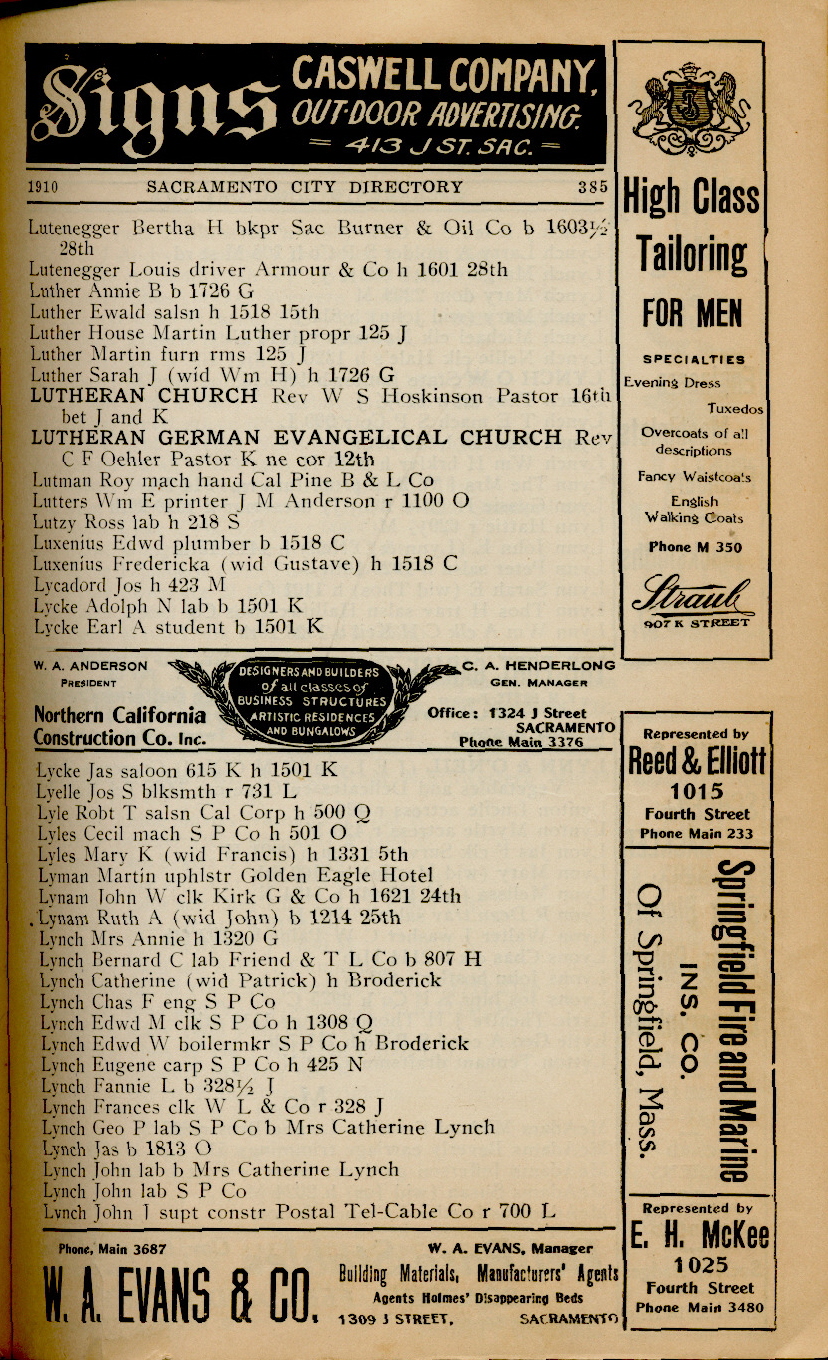 Signs
CASWELL COMPANY,
OUT-DOOR ADVERTISING.
= 413 J ST. SAC. =
1910 SACRAMENTO CITY DIRECTORY 385
Lutenegger Bertha H bkpr Sac Burner & Oil Co b 1603½
28th
Lutenegger Louis driver Armour & Co h 1601 28th
Luther Annie B b 1726 G
Luther Ewald salsn h 1518 15th
Luther House Martin Luther propr 125 J
Luther Martin furn rms 125 J
Luther Sarah J (wid Wm H) h 1726 G
LUTHERAN CHURCH Rev W S Hoskinson Pastor 16th
bet J and K
LUTHERAN GERMAN EVANGELICAL CHURCH Rev
C F Oehler Pastor K ne cor 12th
Lutman Roy mach hand Cal Pine B & L Co
Lutters Wm E printer J M Anderson r 1100 O
Lutzy Ross lab h 218 S
Luxenius Edwd plumber b 1518 C
Luxenius Fredericka (wid Gustave) h 1518 C
Lycadord Jos h 423 M
Lycke Adolph N lab b 1501 K
Lycke Earl A student b 1501 K
W. A. ANDERSON
PRESIDENT
Northern California
Construction Co. Inc.
DESIGNERS AND BUILDERS
of all classes of
BUSINESS STRUCTURES
ARTISTIC RESIDENCES
AND BUNGALOWS
C. A. HENDERLONG
GEN. MANAGER
Office: 1324 J Street
SACRAMENTO
Phone Main 3376
Lycke Jas saloon 615 K h 1501 K
Lyelle Jos S blksmth r 731 L
Lyle Robt T salsn Cal Corp h 500 Q
Lyles Cecil mach S P Co h 501 O
Lyles Mary K (wid Francis) h 1331 5th
Lyman Martin uphlstr Golden Eagle Hotel
Lynam John W clk Kirk G & Co h 1621 24th
Lynam Ruth A (wid John) b 1214 25th
Lynch Mrs Annie h 1320 G
Lynch Bernard C lab Friend & T L Co b 807 H
Lynch Catherine (wid Patrick) h Broderick
Lynch Chas F eng S P Co
Lynch Edwd M clk S P Co h 1308 Q
Lynch Edwd W boilermkr S P Co h Broderick
Lynch Eugene carp S P Co h 425 N
Lynch Fannie L b 328½ J
Lynch Frances clk W L & Co r 328 J
Lynch Geo P lab S P Co b Mrs Catherine Lynch
Lynch Jas b 1813 O
Lynch John lab b Mrs Catherine Lynch
Lynch John lab S P Co
Lynch John J supt constr Postal Tel-Cable Co r 700 L
Phone, Main 3687
W. A. EVANS & CO.
W. A. EVANS, Manager
Building Materials, Manufacturers' Agents
Agents Holmes' Disappearing Beds
1309 J STREET, SACRAMENTO
High Class
Tailoring
FOR MEN
SPECIALTIES
Evening Dress
Tuxedos
Overcoats of all
descriptions
Fancy Waistcoats
English
Walking Coats
Phone M 350
Straub
907 K STREET
Represented by
Reed & Elliott
1015
Fourth Street
Phone Main 233
Springfield Fire and Marine
INS. CO.
Of Springfield, Mass.
Represented by
E. H. McKee
1025
Fourth Street
Phone Main 3480